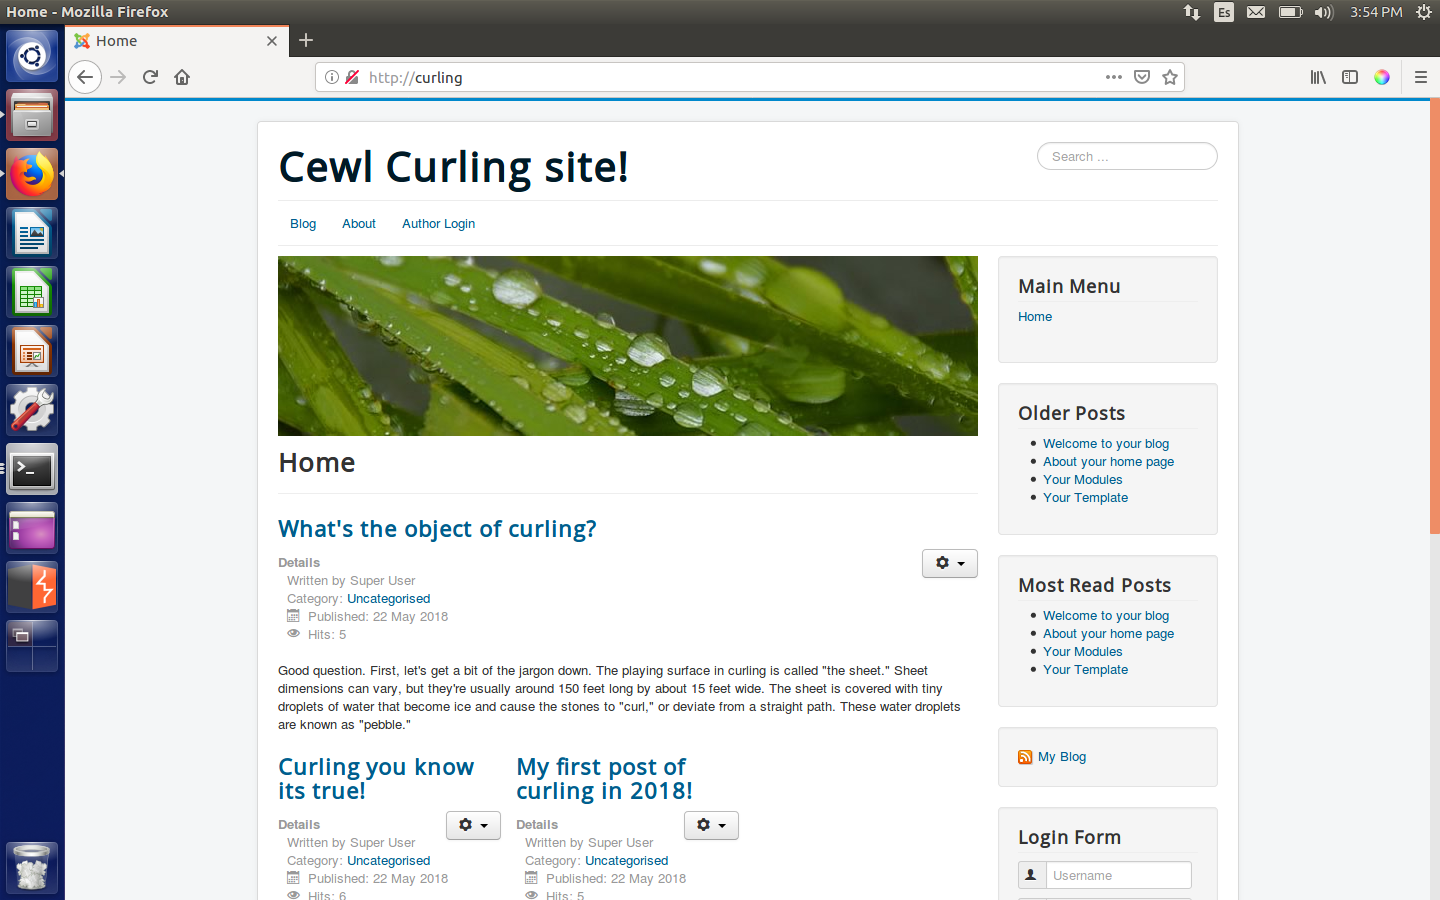 Home - Mozilla Firefox
Es
3:54 PM
Home
http://curling
Cewl Curling site!
Search ...
Blog
About
Author Login
Home
What's the object of curling?
Details
Written by Super User
Category: Uncategorised
Published: 22 May 2018
Hits: 5
Good question. First, let's get a bit of the jargon down. The playing surface in curling is called "the sheet." Sheet
dimensions can vary, but they're usually around 150 feet long by about 15 feet wide. The sheet is covered with tiny
droplets of water that become ice and cause the stones to "curl," or deviate from a straight path. These water droplets
are known as "pebble."
Curling you know
its true!
Details
Written by Super User
Category: Uncategorised
Published: 22 May 2018
Hits: 6
My first post of
curling in 2018!
Details
Written by Super User
Category: Uncategorised
Published: 22 May 2018
Hits: 5
Main Menu
Home
Older Posts
Welcome to your blog
About your home page
Your Modules
Your Template
Most Read Posts
Welcome to your blog
About your home page
Your Modules
Your Template
My Blog
Login Form
Username